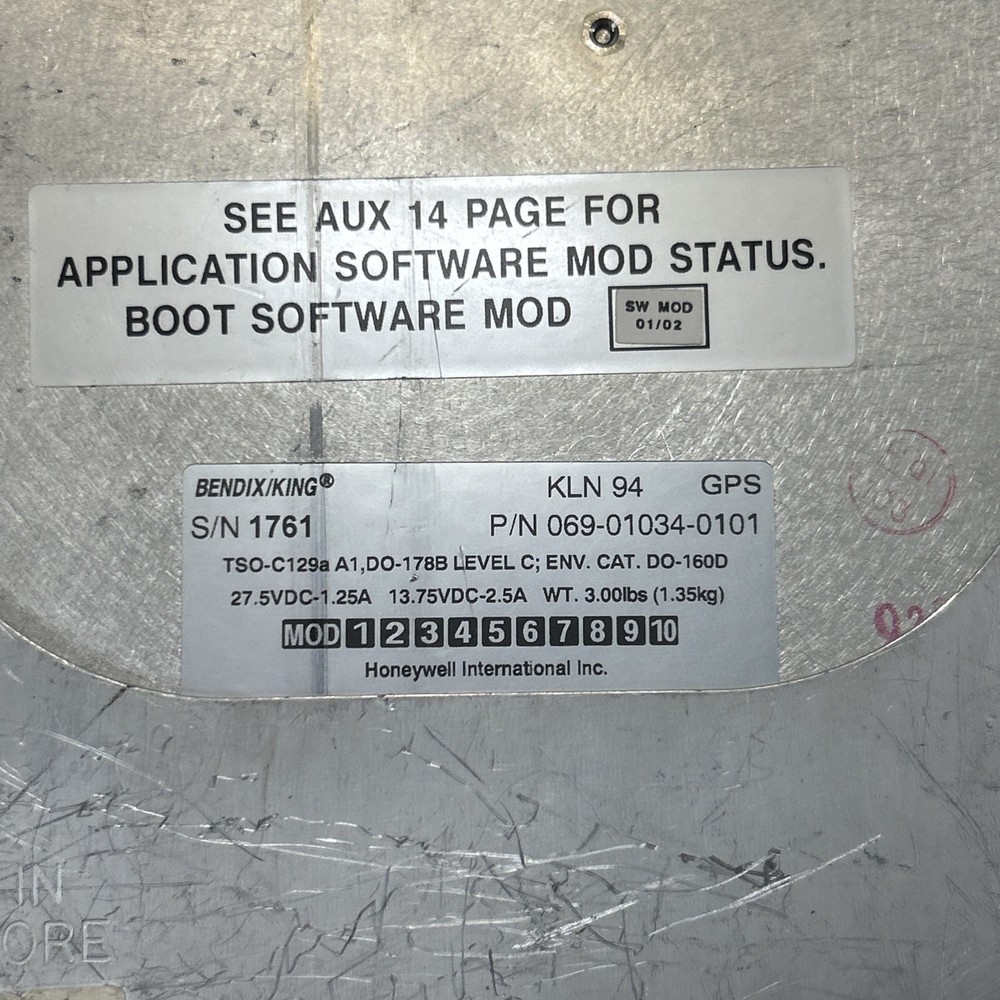 SEE AUX 14 PAGE FOR
APPLICATION SOFTWARE MOD STATUS.
BOOT SOFTWARE MOD
SW MOD
01/02
BENDIX/KING® KLN 94 GPS
S/N 1761 P/N 069-01034-0101
TSO-C129a A1,DO-178B LEVEL C; ENV. CAT. DO-160D
27.5VDC-1.25A 13.75VDC-2.5A WT. 3.00lbs (1.35kg)
MOD 1 2 3 4 5 6 7 8 9 10
Honeywell International Inc.
IN
ORE